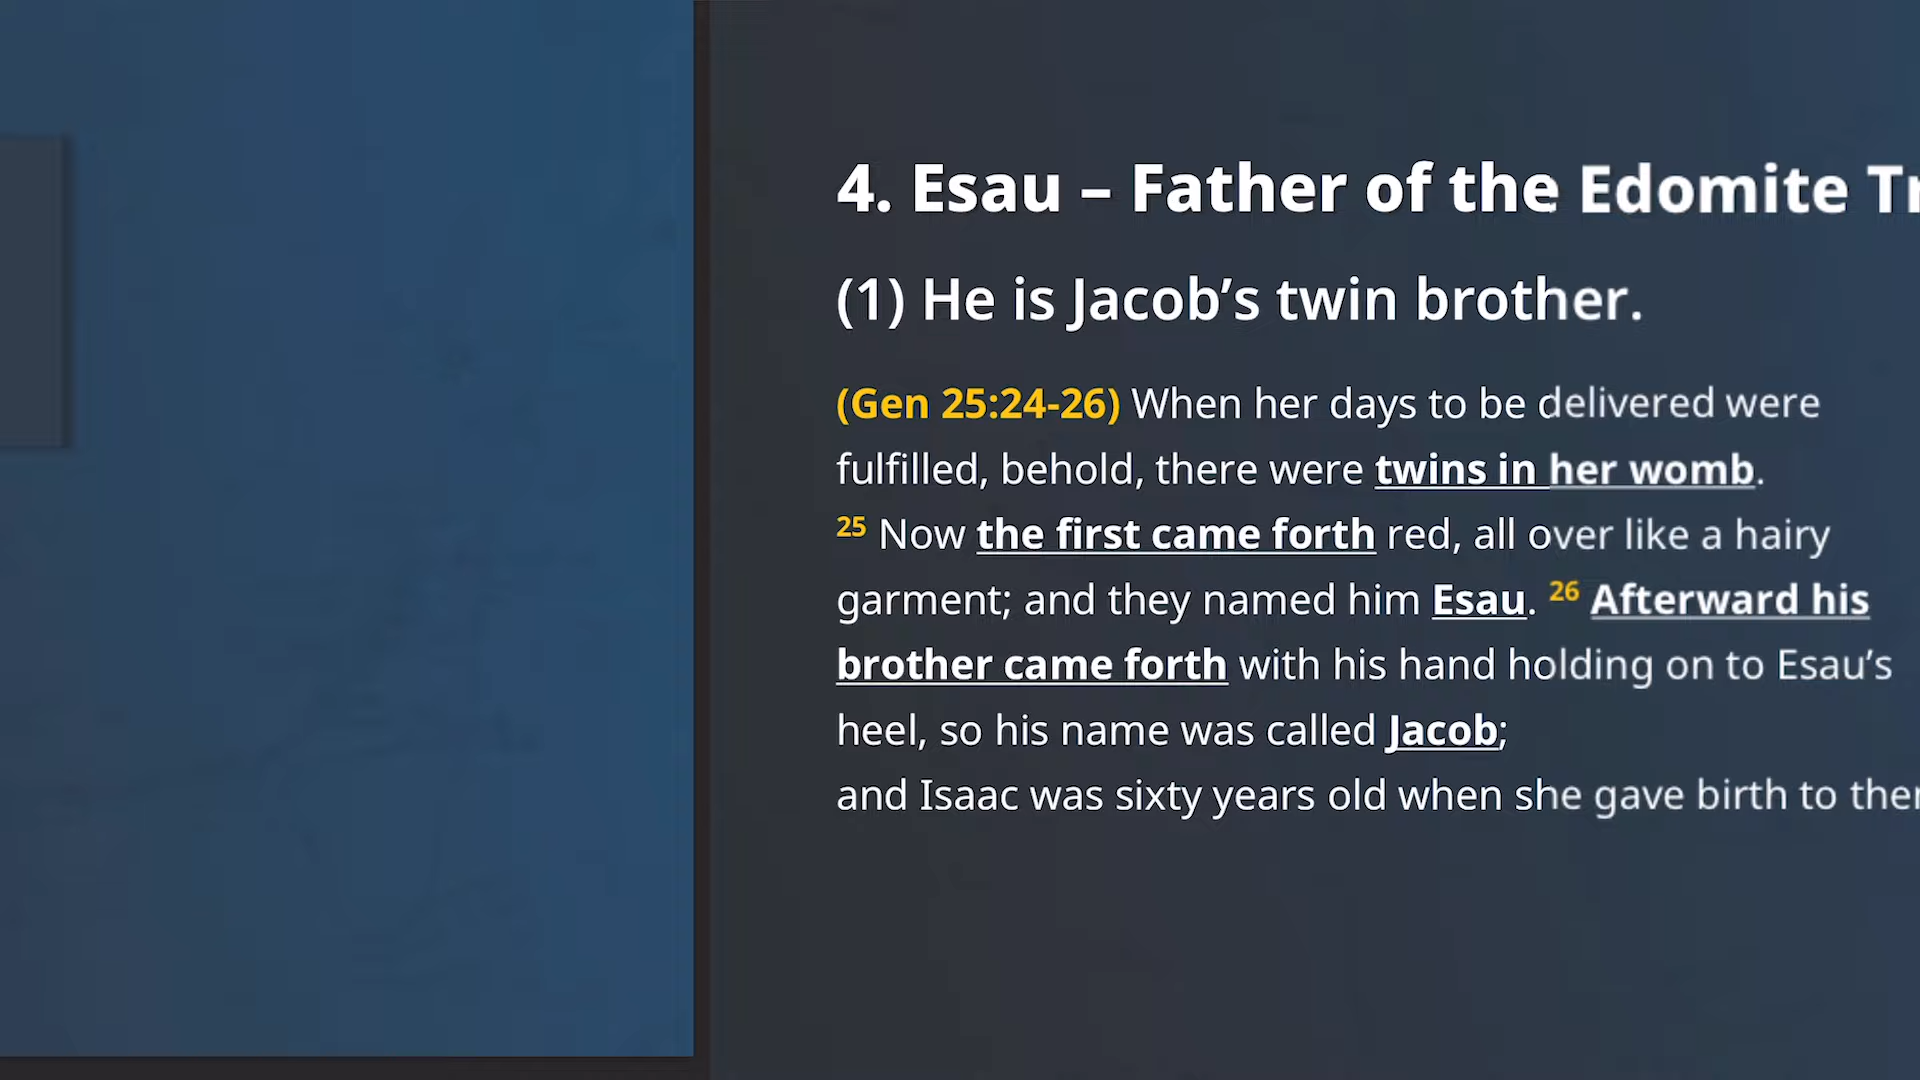 4. Esau – Father of the Edomite
(1) He is Jacob’s twin brother.
(Gen 25:24-26) When her days to be delivered were
fulfilled, behold, there were twins in her womb.
25 Now the first came forth red, all over like a hairy
garment; and they named him Esau. 26 Afterward his
brother came forth with his hand holding on to Esau’s
heel, so his name was called Jacob;
and Isaac was sixty years old when she gave birth to